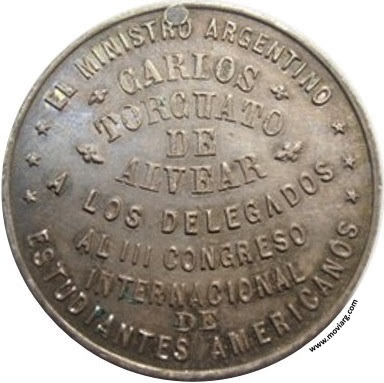 EL MINISTRO ARGENTINO
CARLOS
TORCUATO
DE
ALVEAR
A LOS DELEGADOS
AL III CONGRESO
INTERNACIONAL
DE
ESTUDIANTES AMERICANOS
www.moviarg.com